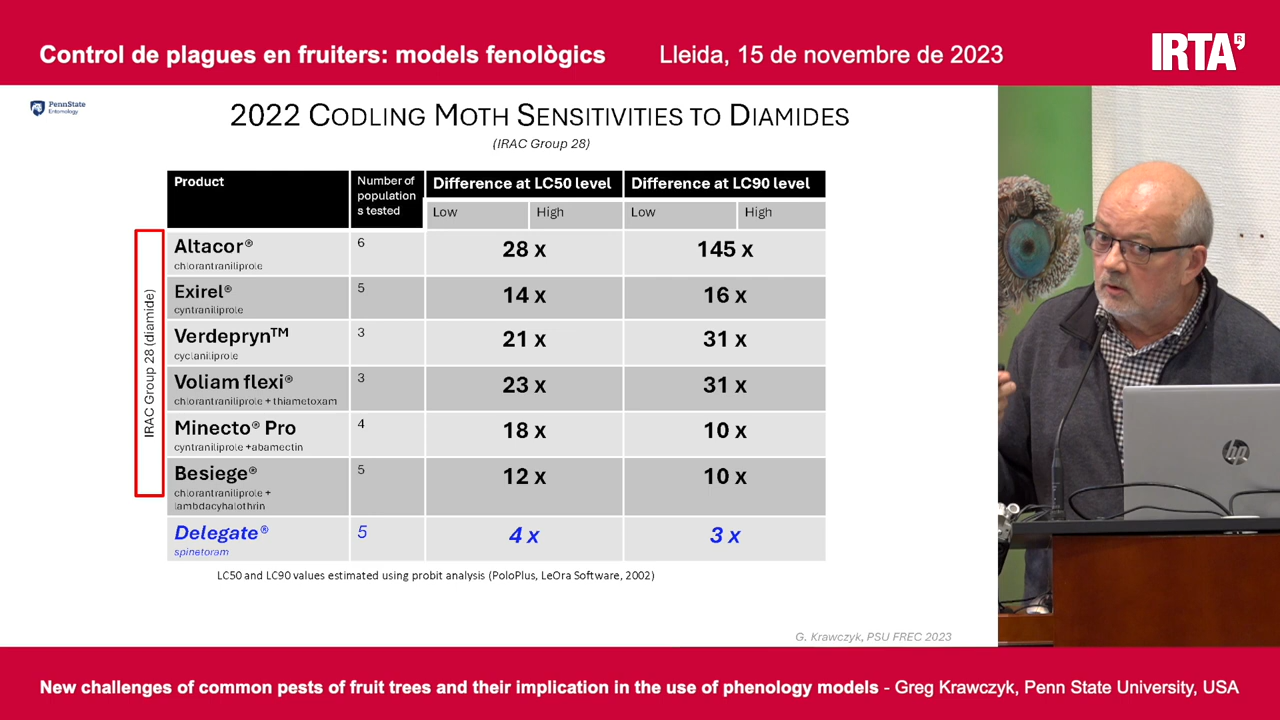 Control de plagues en fruiters: models fenològics Lleida, 15 de novembre de 2023
IRTA®
PennState
Entomology
2022 CODLING MOTH SENSITIVITIES TO DIAMIDES
(IRAC Group 28)
Product
Number of
population
s tested
Difference at LC50 level
Difference at LC90 level
Low
High
Low
High
IRAC Group 28 (diamide)
Altacor®
chlorantraniliprole
6
28 x
145 x
Exirel®
cyntraniliprole
5
14 x
16 x
Verdepryn™
cyclaniliprole
3
21 x
31 x
Voliam flexi®
chlorantraniliprole + thiametoxam
3
23 x
31 x
Minecto® Pro
cyntraniliprole +abamectin
4
18 x
10 x
Besiege®
chlorantraniliprole +
lambdacyhalothrin
5
12 x
10 x
Delegate®
spinetoram
5
4 x
3 x
LC50 and LC90 values estimated using probit analysis (PoloPlus, LeOra Software, 2002)
G. Krawczyk, PSU FREC 2023
hp
New challenges of common pests of fruit trees and their implication in the use of phenology models - Greg Krawczyk, Penn State University, USA